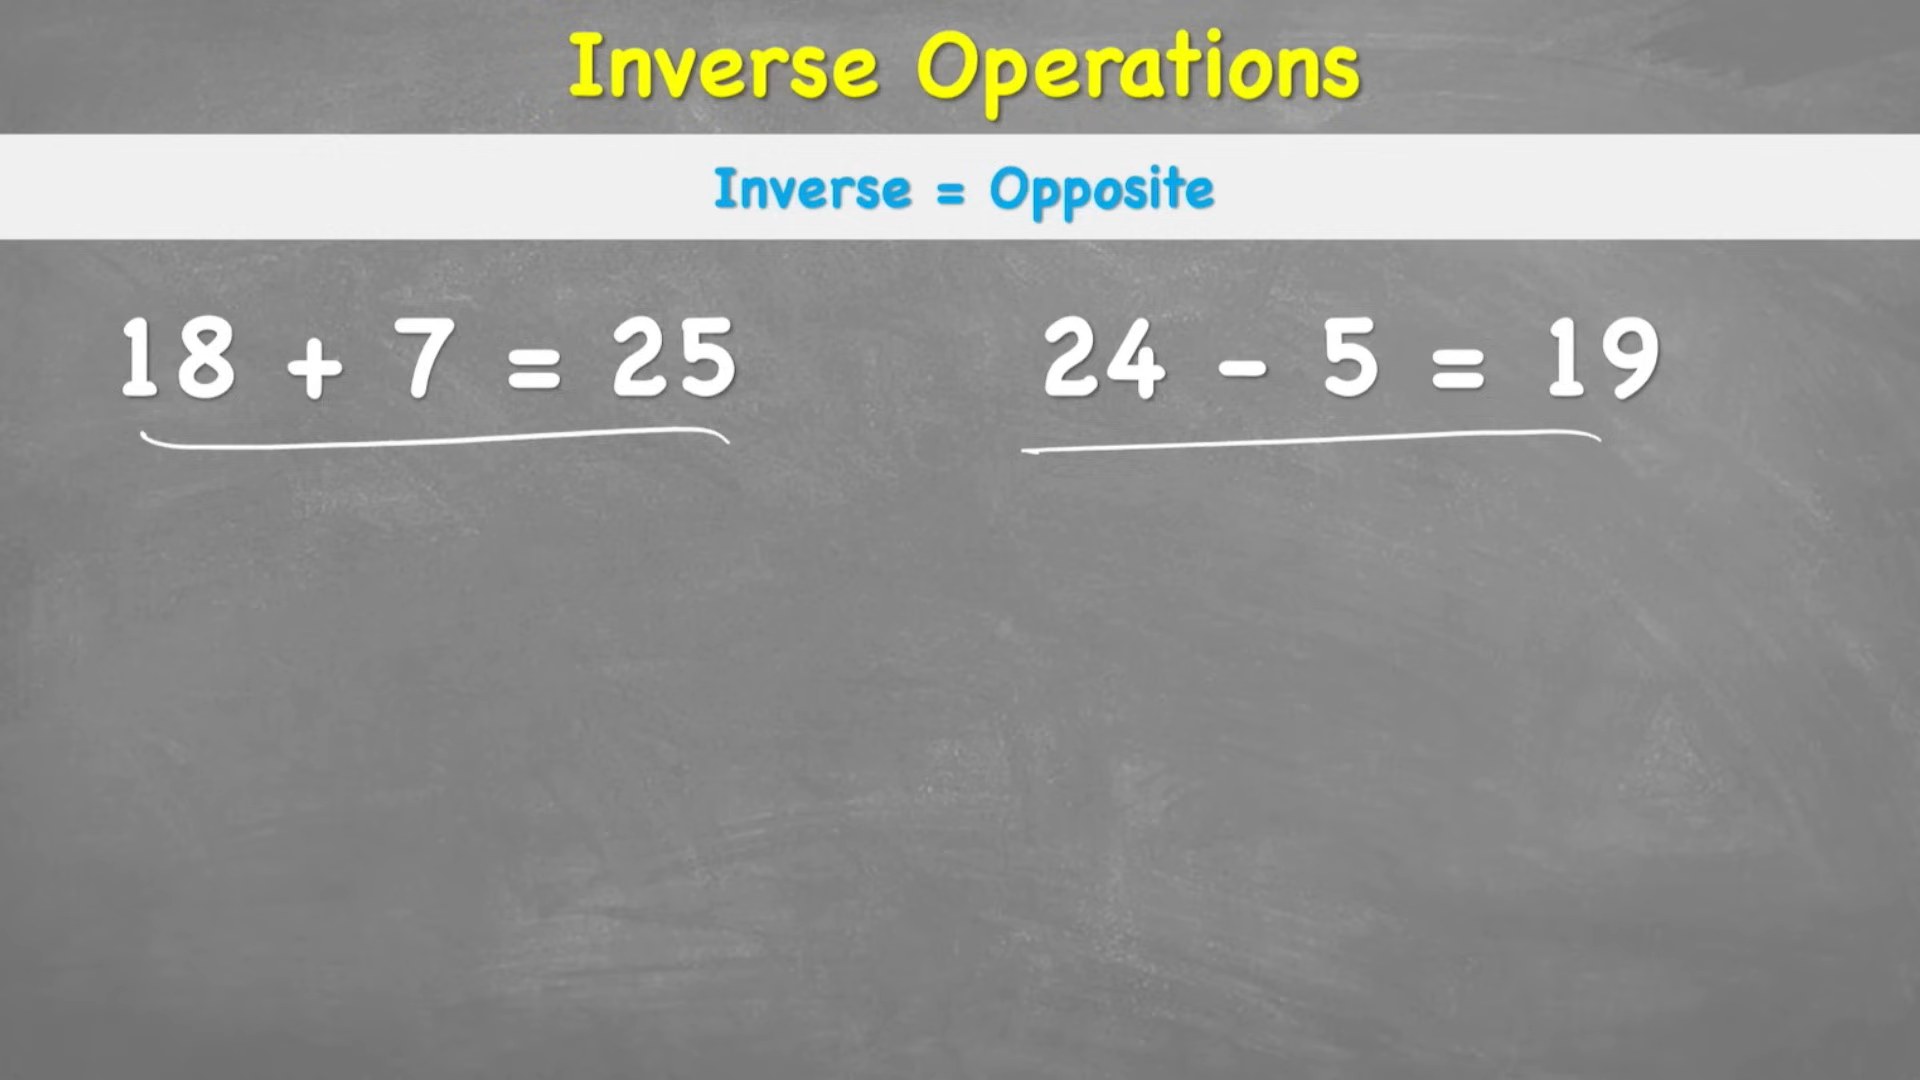 Inverse Operations
Inverse = Opposite
18 + 7 = 25
24 - 5 = 19